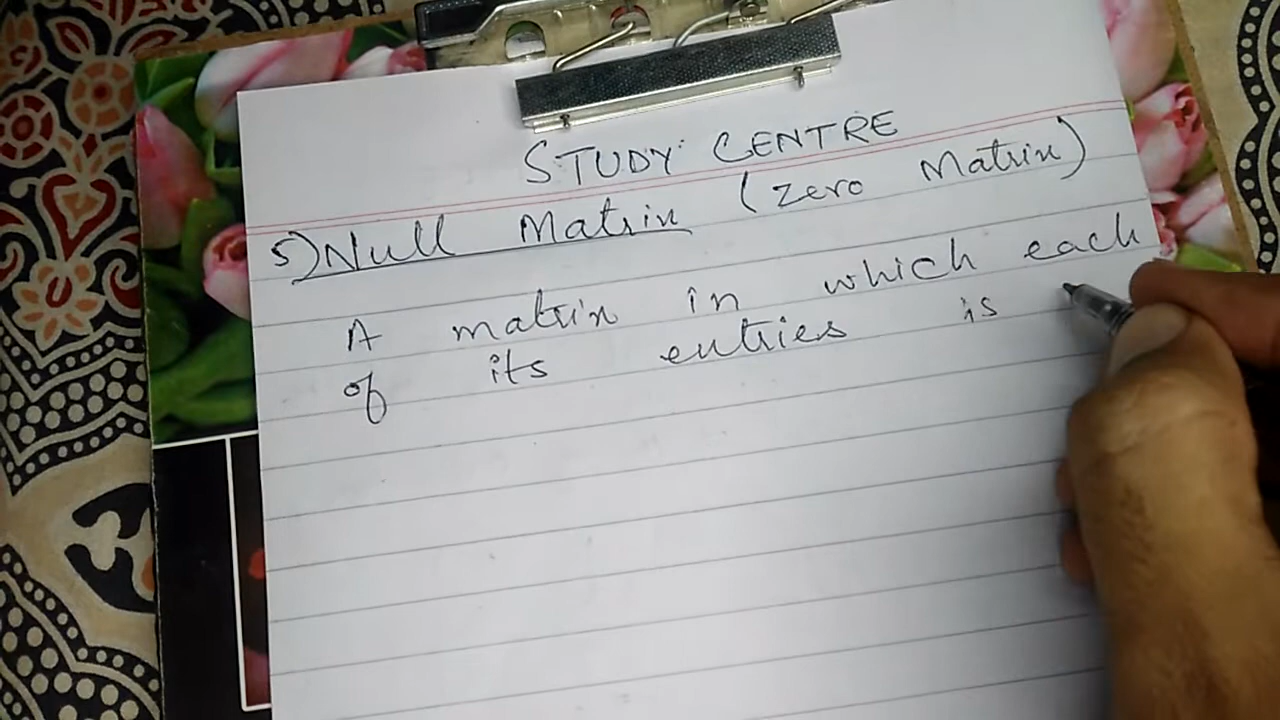 STUDY CENTRE
5) Null Matrix (Zero Matrix)
A matrix in which each
of its entries is